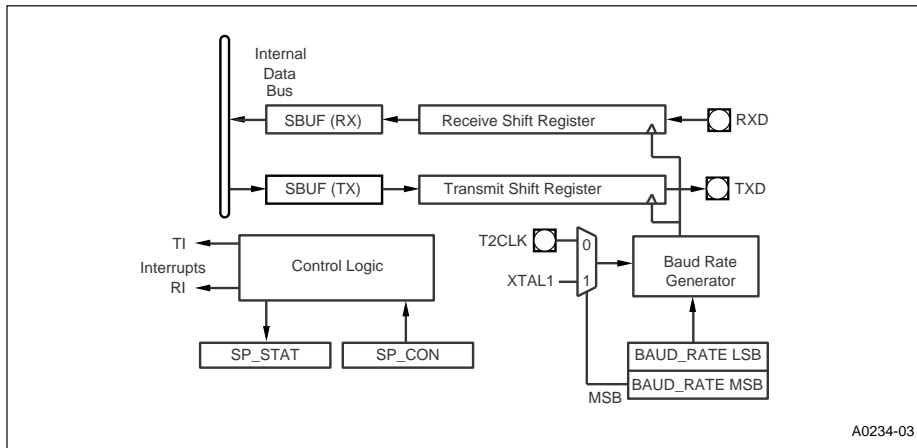 Internal
Data
Bus
SBUF (RX)
Receive Shift Register
RXD
SBUF (TX)
Transmit Shift Register
TXD
TI
Interrupts
RI
Control Logic
T2CLK
0
XTAL1
1
Baud Rate
Generator
SP_STAT
SP_CON
BAUD_RATE LSB
BAUD_RATE MSB
MSB
A0234-03